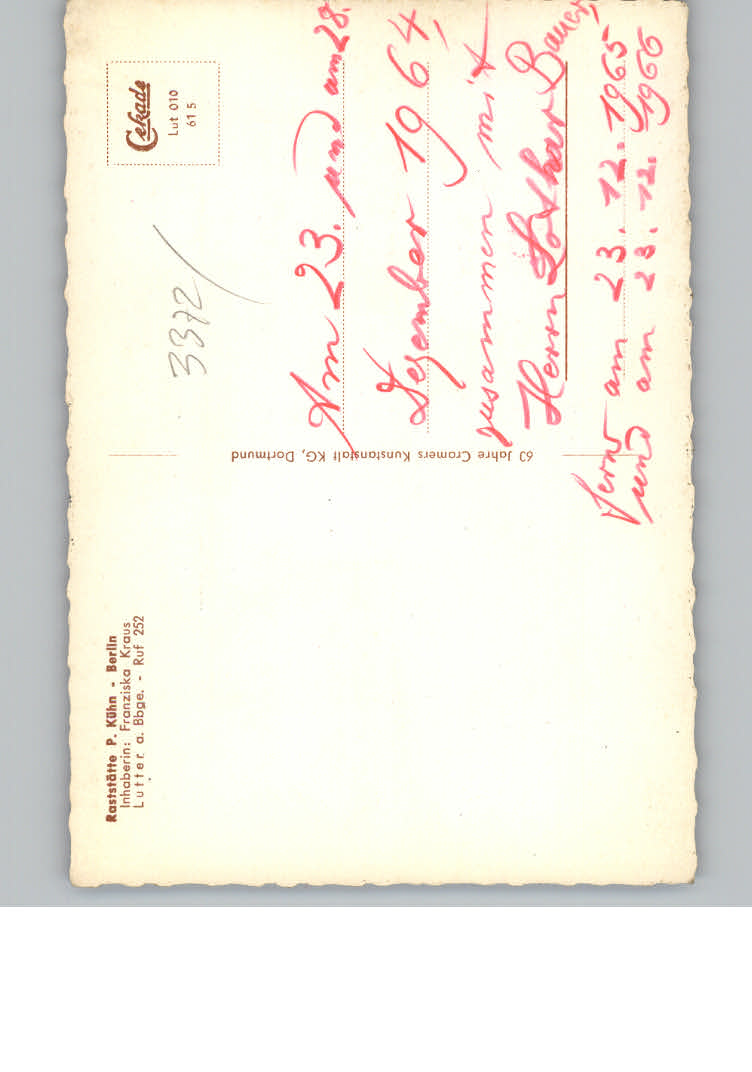 Raststätte P. Kühn - Berlin
Inhaberin: Franziska Kraus
Lutter a. Bbge. - Ruf 252
60 Jahre Cramers Kunstanstalt KG, Dortmund
Cekade
Lut 010
61 5
3372/
Am 23. und am 28.
Dezember 1964,
zusammen mit
Herrn Lothar Bauer,
ferner am 23. 12. 1965
und am 28. 12. 1966